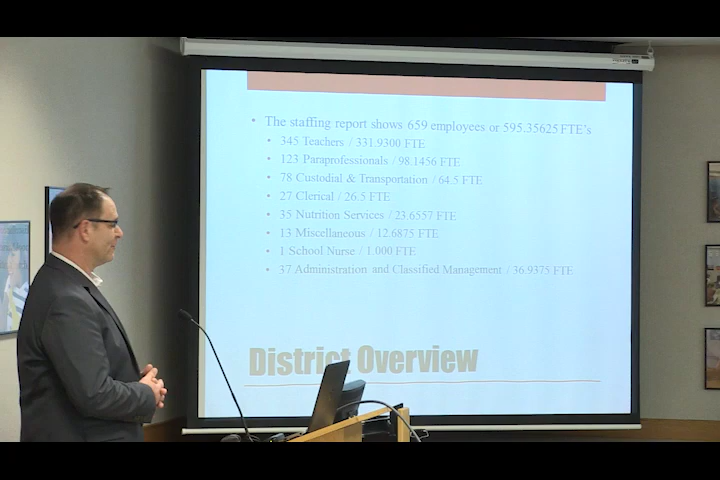 • The staffing report shows 659 employees or 595.35625 FTE's
• 345 Teachers / 331.9300 FTE
• 123 Paraprofessionals / 98.1456 FTE
• 78 Custodial & Transportation / 64.5 FTE
• 27 Clerical / 26.5 FTE
• 35 Nutrition Services / 23.6557 FTE
• 13 Miscellaneous / 12.6875 FTE
• 1 School Nurse / 1.000 FTE
• 37 Administration and Classified Management / 36.9375 FTE
District Overview